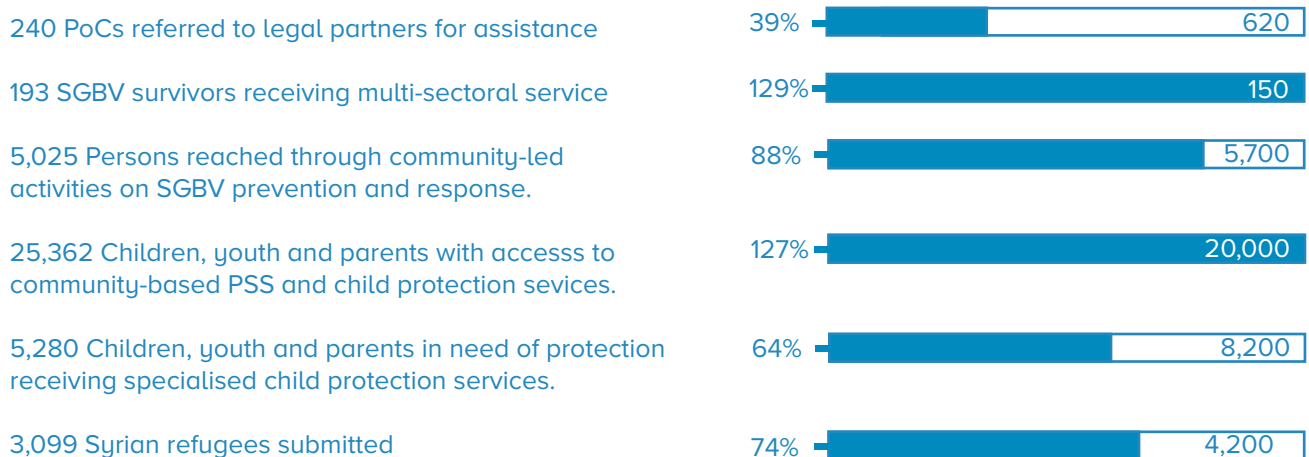 240 PoCs referred to legal partners for assistance 39% 620
193 SGBV survivors receiving multi-sectoral service 129% 150
5,025 Persons reached through community-led 88% 5,700
activities on SGBV prevention and response.
25,362 Children, youth and parents with accesss to 127% 20,000
community-based PSS and child protection sevices.
5,280 Children, youth and parents in need of protection 64% 8,200
receiving specialised child protection services.
3,099 Syrian refugees submitted 74% 4,200